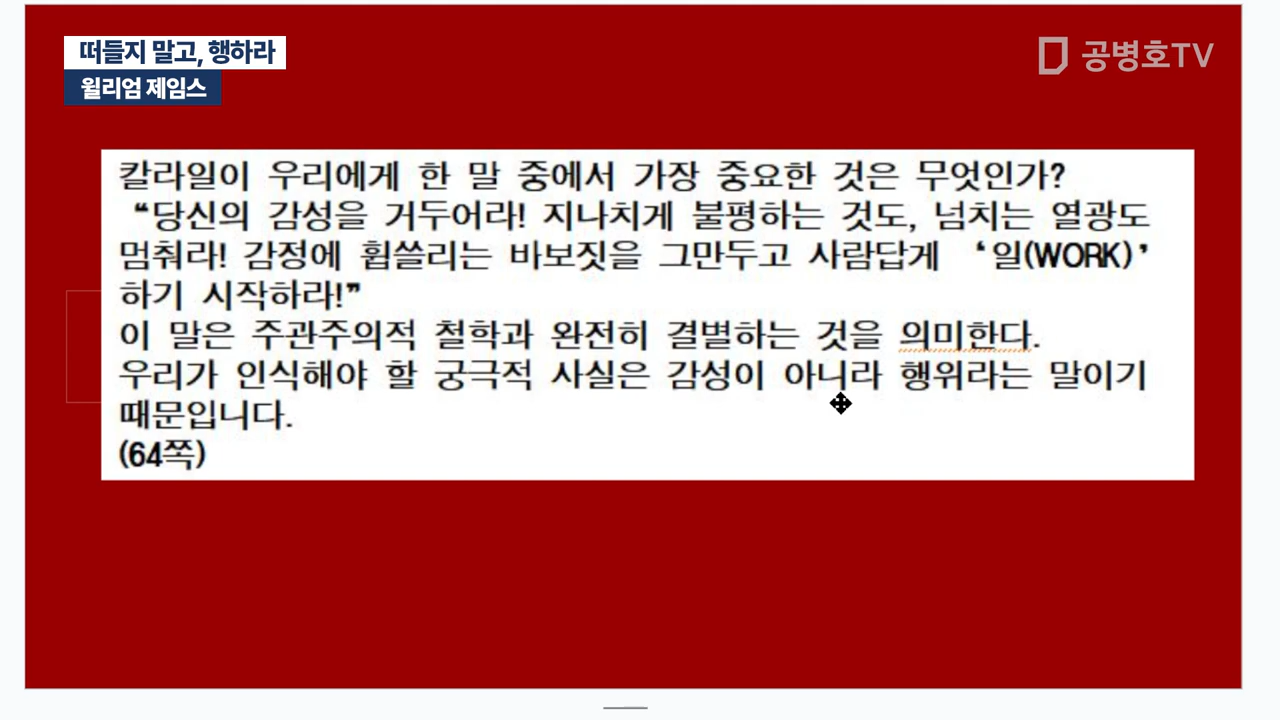 떠들지 말고, 행하라
윌리엄 제임스
공병호TV
칼라일이 우리에게 한 말 중에서 가장 중요한 것은 무엇인가?
“당신의 감성을 거두어라! 지나치게 불평하는 것도, 넘치는 열광도
멈춰라! 감정에 휩쓸리는 바보짓을 그만두고 사람답게 ‘일(WORK)’
하기 시작하라!”
이 말은 주관주의적 철학과 완전히 결별하는 것을 의미한다.
우리가 인식해야 할 궁극적 사실은 감성이 아니라 행위라는 말이기
때문입니다.
(64쪽)